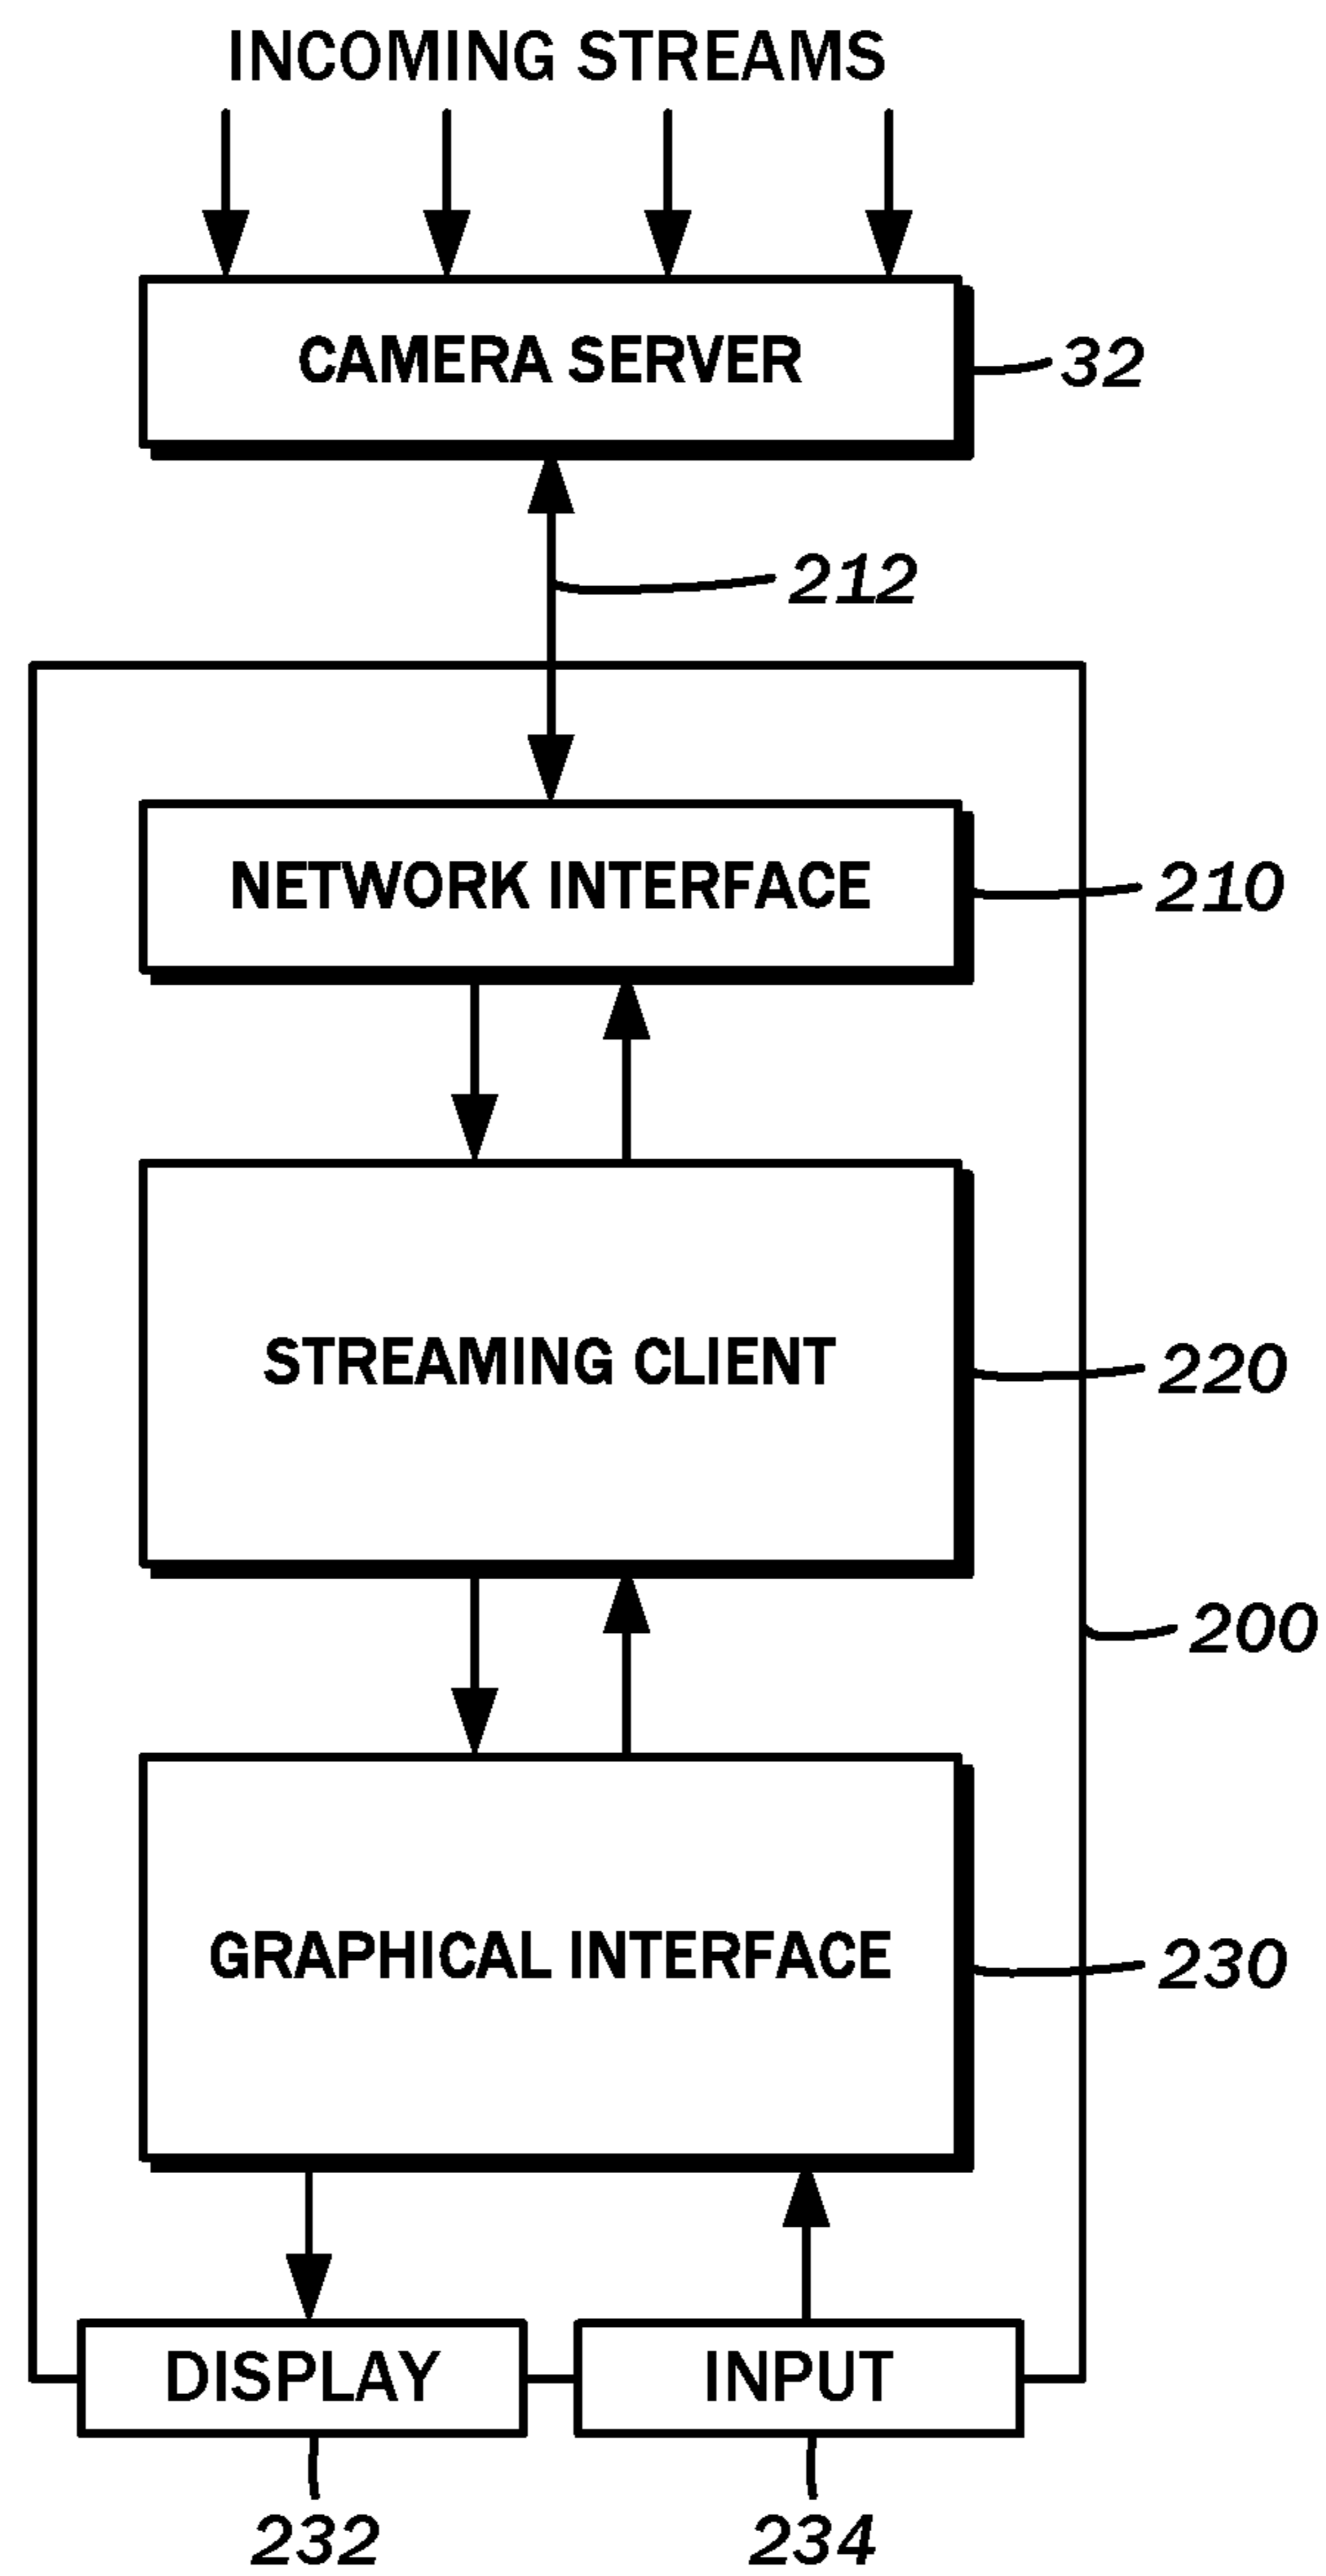 INCOMING STREAMS
CAMERA SERVER
32
212
NETWORK INTERFACE
210
STREAMING CLIENT
220
200
GRAPHICAL INTERFACE
230
DISPLAY
INPUT
232
234